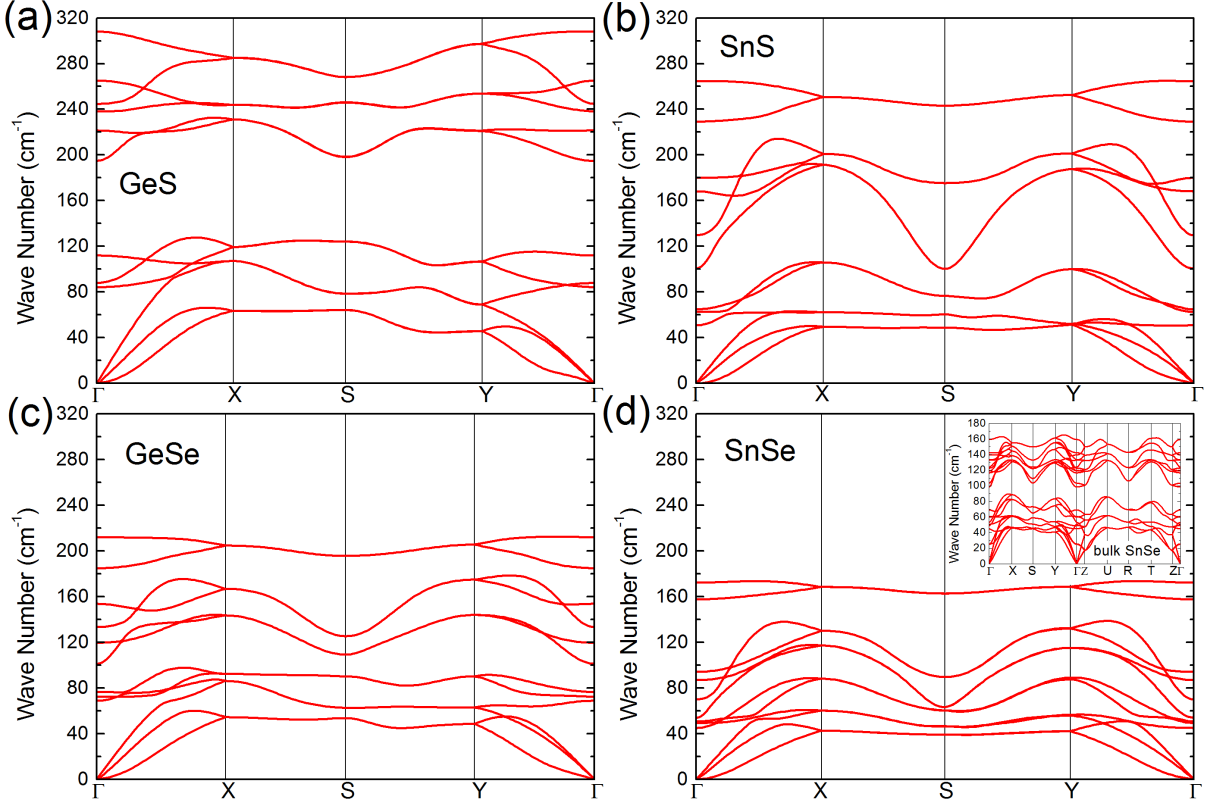 (a)
320
280
240
200
160
120
80
40
0
Wave Number (cm⁻¹)
GeS
Γ X S Y Γ
(b)
320
280
240
200
160
120
80
40
0
Wave Number (cm⁻¹)
SnS
Γ X S Y Γ
(c)
320
280
240
200
160
120
80
40
0
Wave Number (cm⁻¹)
GeSe
Γ X S Y Γ
(d)
320
280
240
200
160
120
80
40
0
Wave Number (cm⁻¹)
SnSe
Γ X S Y Γ
180
160
140
120
100
80
60
40
20
0
Wave Number (cm⁻¹)
bulk SnSe
Γ X S Y Γ Z U R T Z Γ